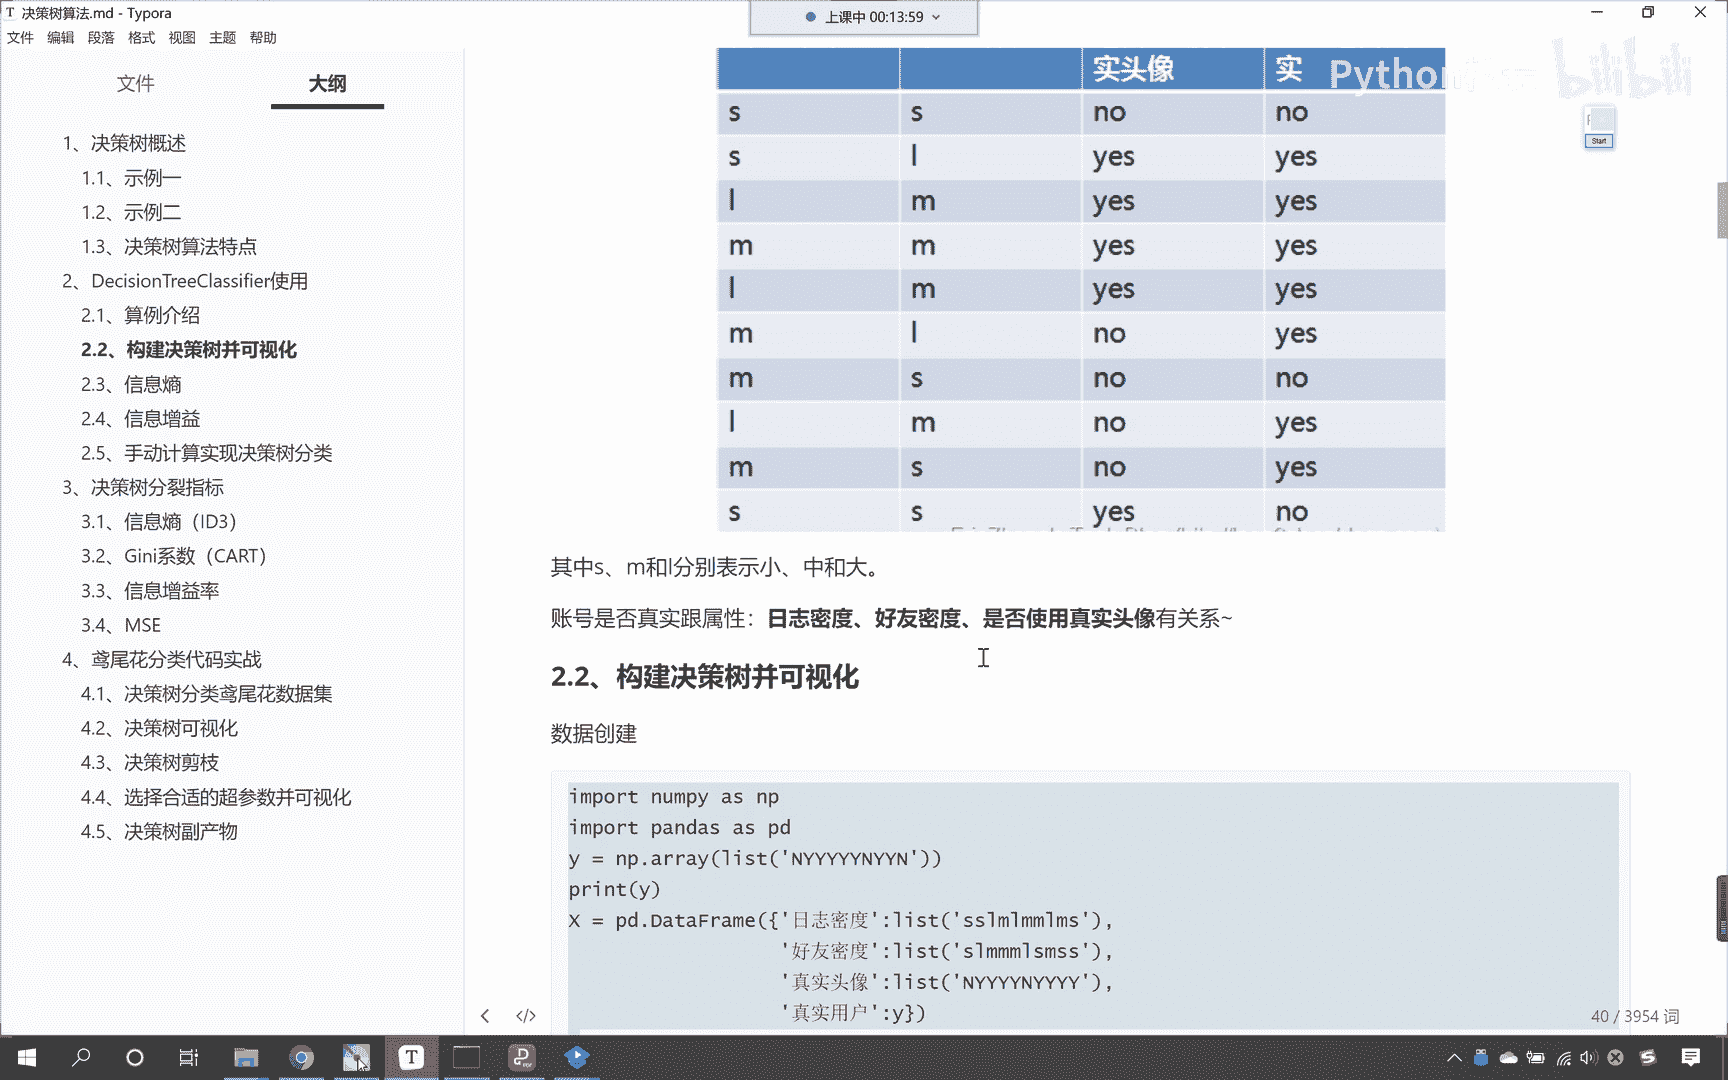 决策树算法.md - Typora
上课中 00:13:59
文件 编辑 段落 格式 视图 主题 帮助
文件 大纲
1、决策树概述
1.1、示例一
1.2、示例二
1.3、决策树算法特点
2、DecisionTreeClassifier使用
2.1、算例介绍
2.2、构建决策树并可视化
2.3、信息熵
2.4、信息增益
2.5、手动计算实现决策树分类
3、决策树分裂指标
3.1、信息熵（ID3）
3.2、Gini系数（CART）
3.3、信息增益率
3.4、MSE
4、鸢尾花分类代码实战
4.1、决策树分类鸢尾花数据集
4.2、决策树可视化
4.3、决策树剪枝
4.4、选择合适的超参数并可视化
4.5、决策树副产物
实头像 实
Python
bilibili
Start
s s no no
s l yes yes
l m yes yes
m m yes yes
l m yes yes
m l no yes
m s no no
l m no yes
m s no yes
s s yes no
其中s、m和l分别表示小、中和大。
账号是否真实跟属性：日志密度、好友密度、是否使用真实头像有关系~
2.2、构建决策树并可视化
数据创建
import numpy as np
import pandas as pd
y = np.array(list('NYYYYYNYYN'))
print(y)
X = pd.DataFrame({'日志密度':list('sslmlmmlms'),
'好友密度':list('slmmmlsmss'),
'真实头像':list('NYYYYNYYYY'),
'真实用户':y})
40 / 3954 词